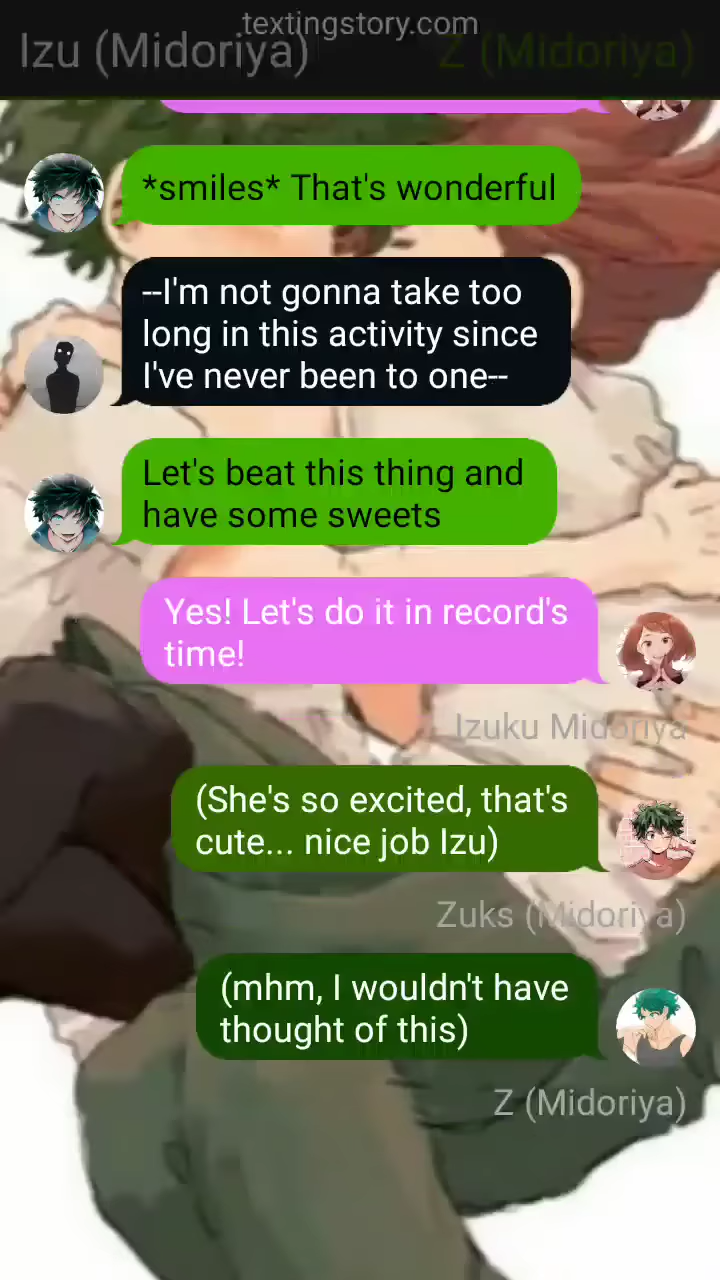 textingstory.com
Izu (Midoriya)
Z (Midoriya)
*smiles* That's wonderful
--I'm not gonna take too
long in this activity since
I've never been to one--
Let's beat this thing and
have some sweets
Yes! Let's do it in record's
time!
Izuku Midoriya
(She's so excited, that's
cute... nice job Izu)
Zuks (Midoriya)
(mhm, I wouldn't have
thought of this)
Z (Midoriya)